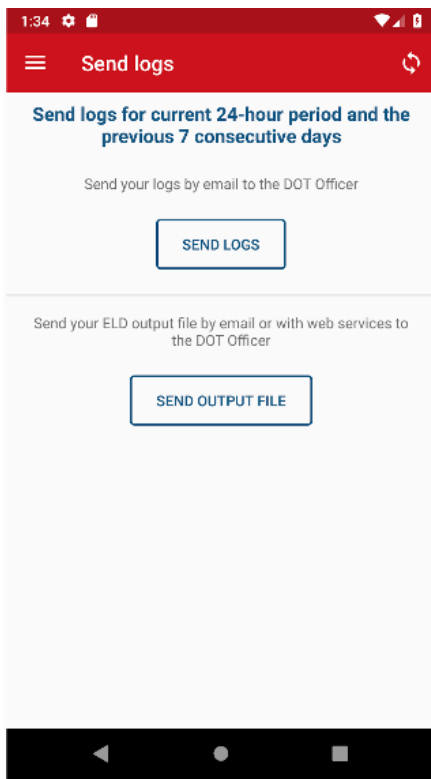 1:34
Send logs
Send logs for current 24-hour period and the
previous 7 consecutive days
Send your logs by email to the DOT Officer
SEND LOGS
Send your ELD output file by email or with web services to
the DOT Officer
SEND OUTPUT FILE